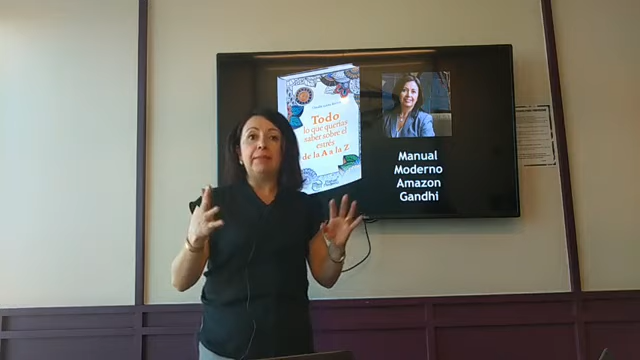 Todo
lo que querías
saber sobre el
estrés
de la A a la Z
Manual
Moderno
Amazon
Gandhi